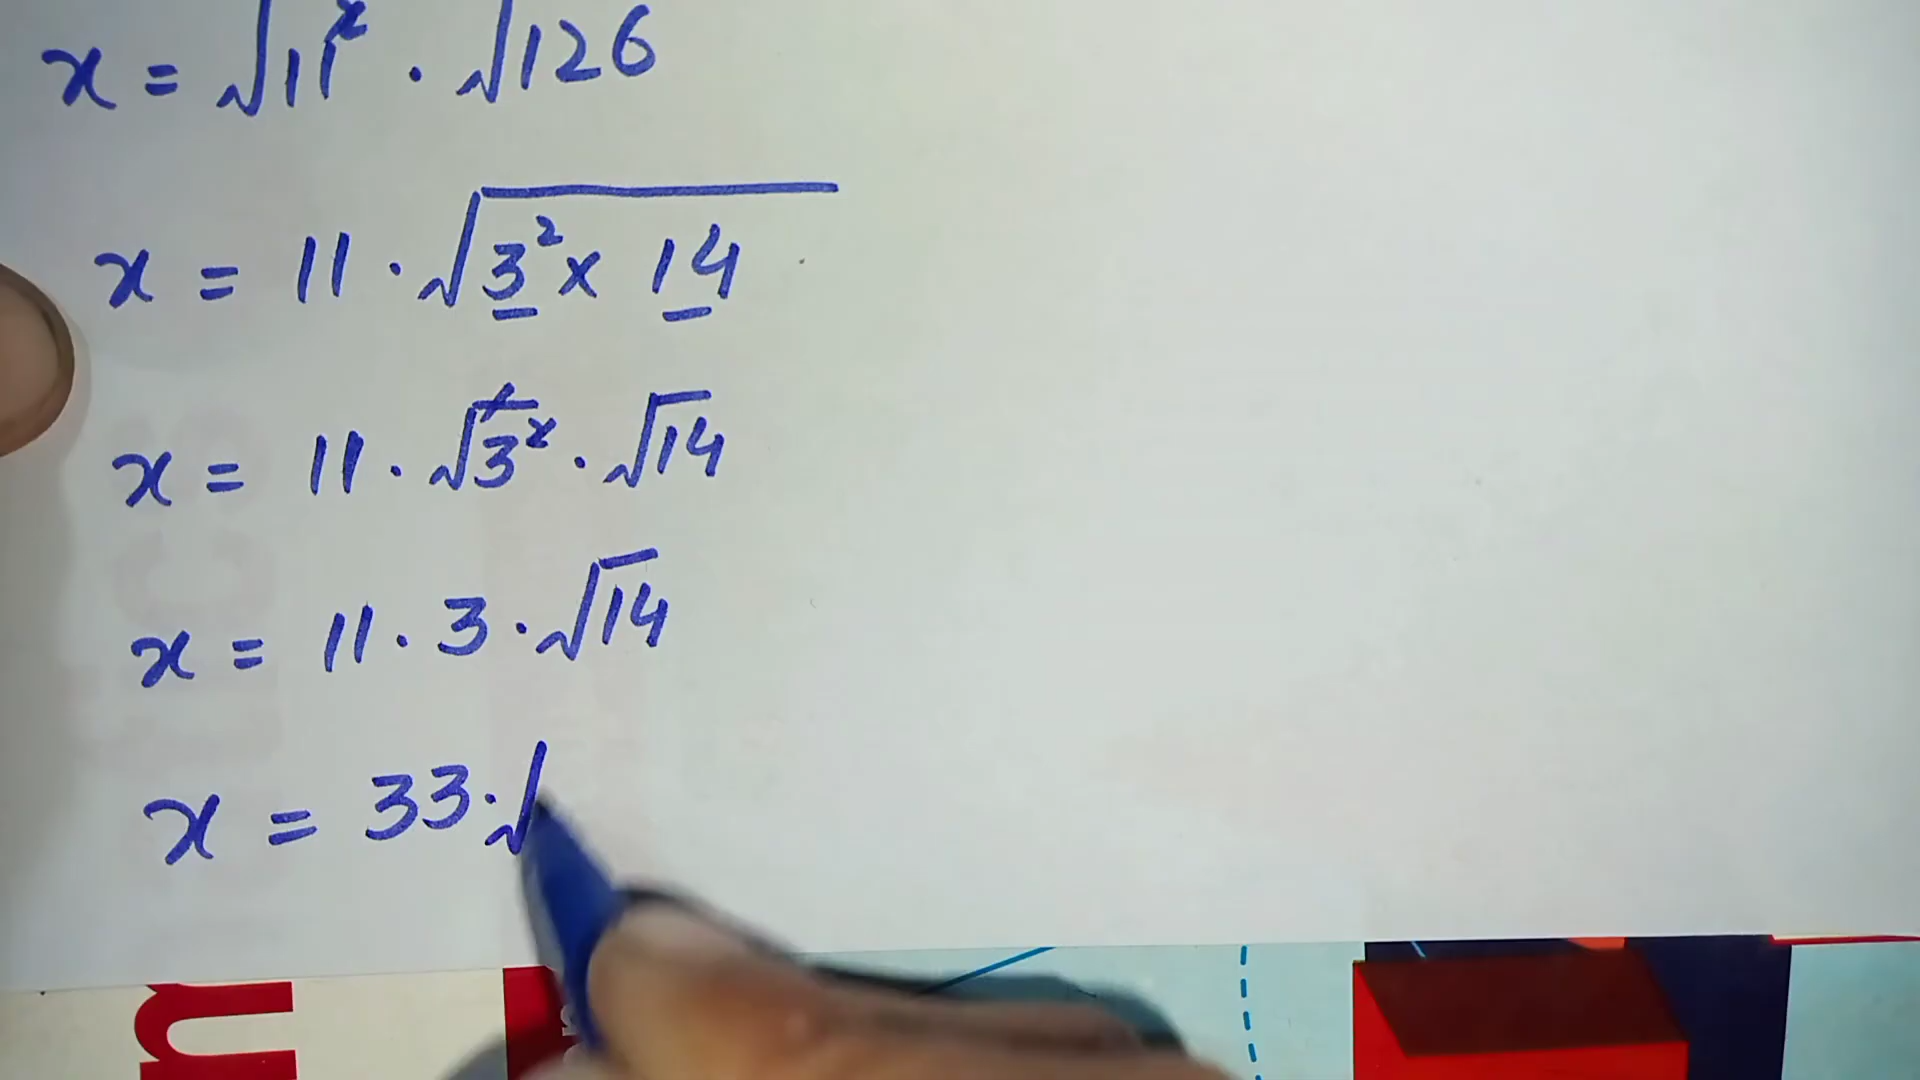 x = √11² · √126
x = 11 · √3² x 14
x = 11 · √3² · √14
x = 11 · 3 · √14
x = 33 · √